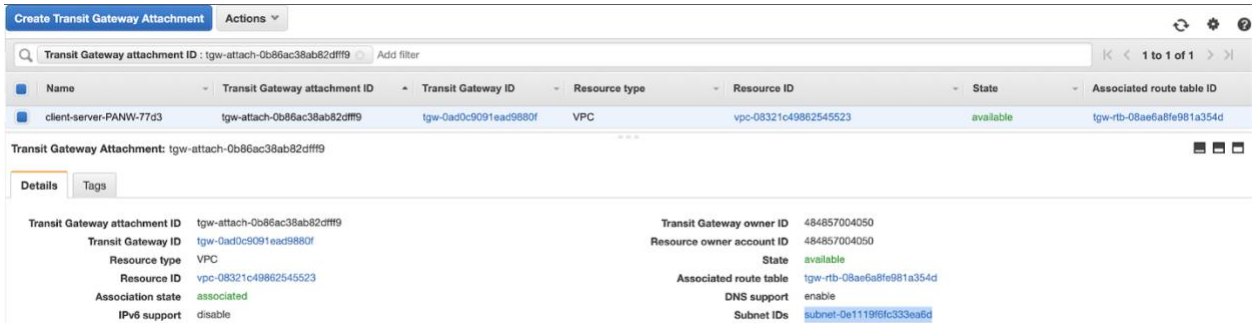 Create Transit Gateway Attachment Actions
Transit Gateway attachment ID : tgw-attach-0b86ac38ab82dfff9 Add filter 1 to 1 of 1
Name Transit Gateway attachment ID Transit Gateway ID Resource type Resource ID State Associated route table ID
client-server-PANW-77d3 tgw-attach-0b86ac38ab82dfff9 tgw-0ad0c9091ead9880f VPC vpc-08321c49862545523 available tgw-rtb-08ae6a8fe981a354d
Transit Gateway Attachment: tgw-attach-0b86ac38ab82dfff9
Details Tags
Transit Gateway attachment ID tgw-attach-0b86ac38ab82dfff9 Transit Gateway owner ID 484857004050
Transit Gateway ID tgw-0ad0c9091ead9880f Resource owner account ID 484857004050
Resource type VPC State available
Resource ID vpc-08321c49862545523 Associated route table tgw-rtb-08ae6a8fe981a354d
Association state associated DNS support enable
IPv6 support disable Subnet IDs subnet-0e1119f6fc333ea6d